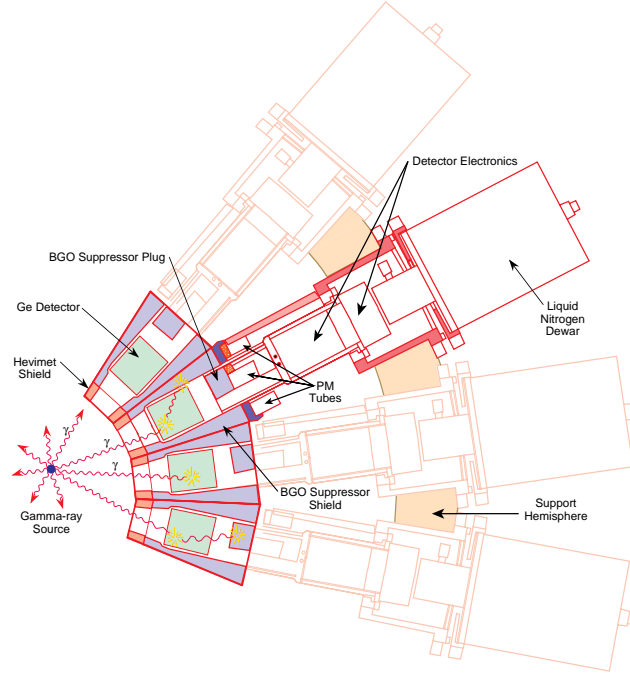 Detector Electronics
BGO Suppressor Plug
Ge Detector
Liquid
Nitrogen
Dewar
Hevimet
Shield
PM
Tubes
γ
γ
BGO Suppressor
Shield
Gamma-ray
Source
Support
Hemisphere